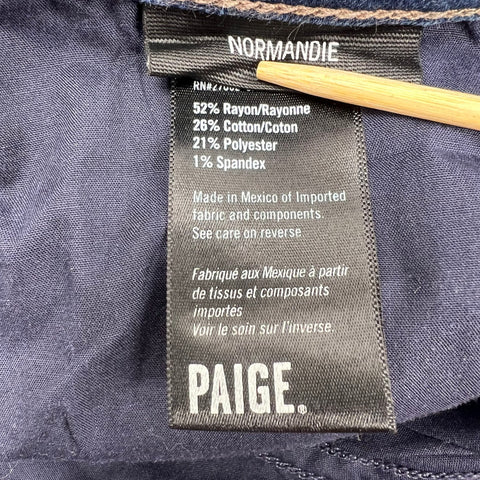 NORMANDIE
52% Rayon/Rayonne
26% Cotton/Coton
21% Polyester
1% Spandex
Made in Mexico of Imported
fabric and components.
See care on reverse
Fabriqué aux Mexique à partir
de tissus et composants
importés
Voir le soin sur l'inverse.
PAIGE®